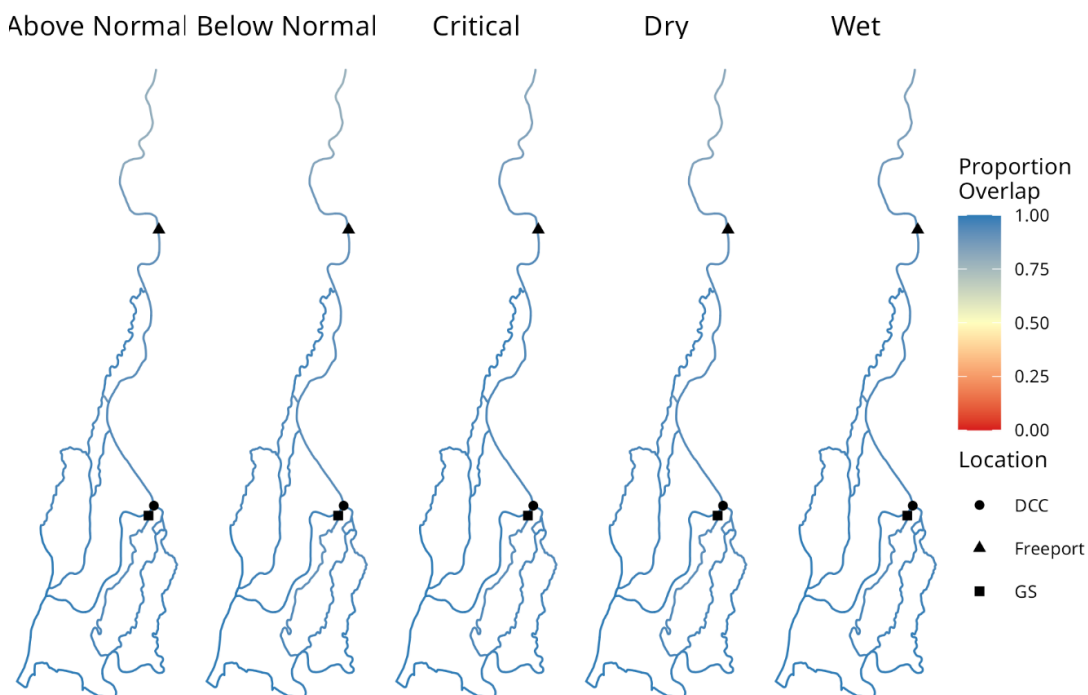 Above Normal Below Normal Critical Dry Wet
Proportion
Overlap
1.00
0.75
0.50
0.25
0.00
Location
DCC
Freeport
GS